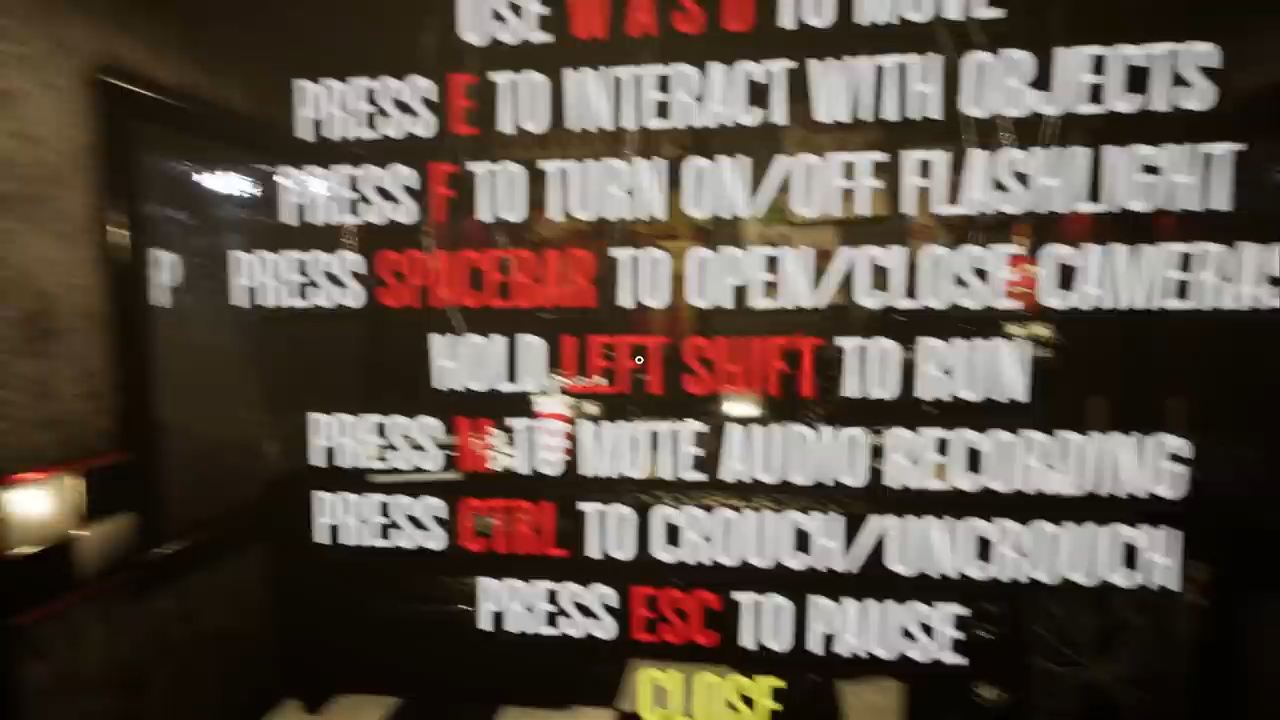 USE W A S D TO MOVE
PRESS E TO INTERACT WITH OBJECTS
PRESS F TO TURN ON/OFF FLASHLIGHT
P PRESS SPACEBAR TO OPEN/CLOSE CAMERAS
HOLD LEFT SHIFT TO RUN
PRESS TO MUTE AUDIO RECORDING
PRESS CTRL TO CROUCH/UNCROUCH
PRESS ESC TO PAUSE
CLOSE